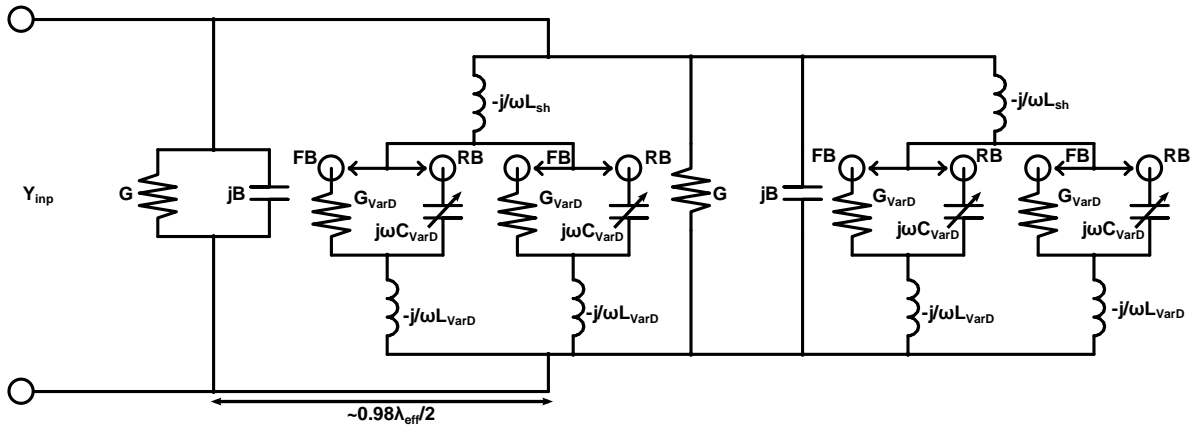 -j/ωLsh
-j/ωLsh
FB
RB
FB
RB
FB
RB
FB
RB
Yinp
G
jB
GVarD
GVarD
G
jB
GVarD
GVarD
jωCVarD
jωCVarD
jωCVarD
jωCVarD
-j/ωLVarD
-j/ωLVarD
-j/ωLVarD
-j/ωLVarD
~0.98λeff/2